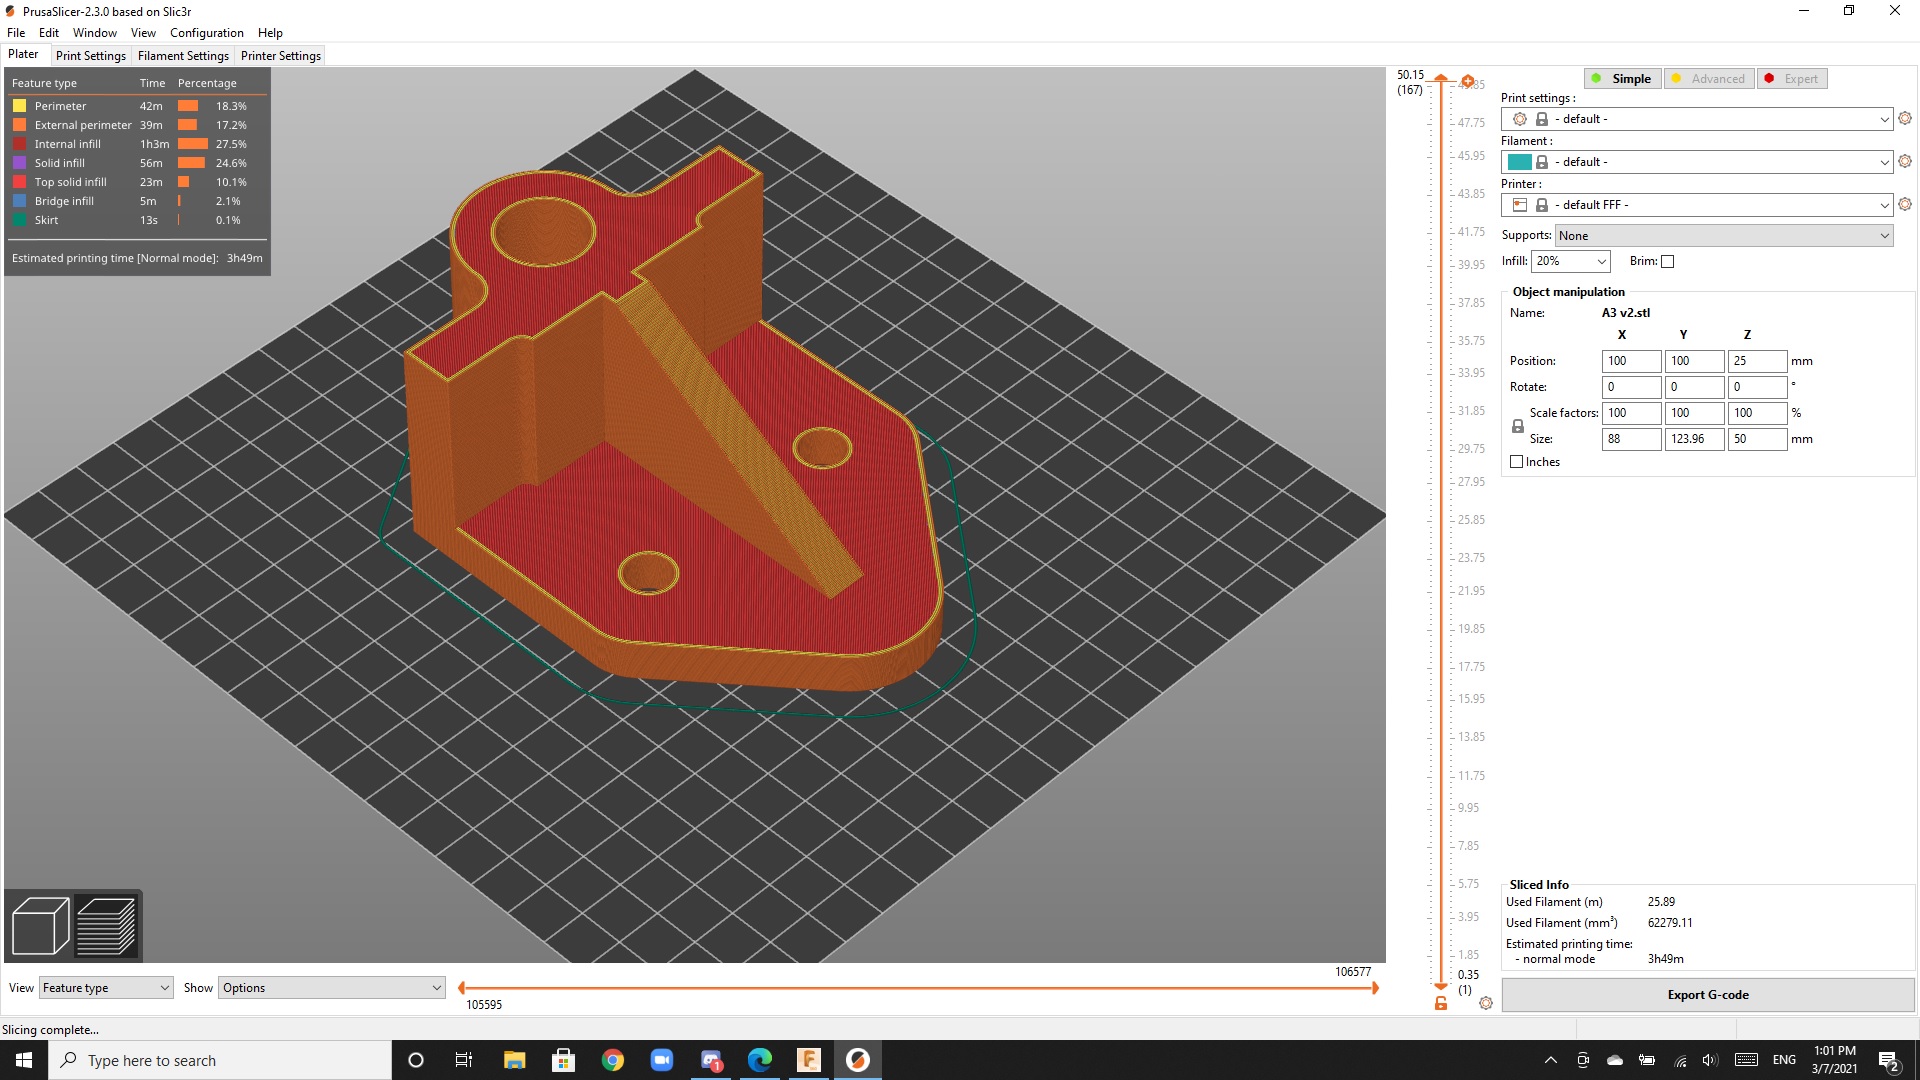 PrusaSlicer-2.3.0 based on Slic3r
File Edit Window View Configuration Help
Plater Print Settings Filament Settings Printer Settings
Feature type Time Percentage
Perimeter 42m 18.3%
External perimeter 39m 17.2%
Internal infill 1h3m 27.5%
Solid infill 56m 24.6%
Top solid infill 23m 10.1%
Bridge infill 5m 2.1%
Skirt 13s 0.1%
Estimated printing time [Normal mode]: 3h49m
50.15
(167)
47.75
45.95
43.85
41.75
39.95
37.85
35.75
33.95
31.85
29.75
27.95
25.85
23.75
21.95
19.85
17.75
15.95
13.85
11.75
9.95
7.85
5.75
3.95
1.85
0.35
(1)
Simple Advanced Expert
Print settings :
- default -
Filament :
- default -
Printer :
- default FFF -
Supports: None
Infill: 20% Brim:
Object manipulation
Name: A3 v2.stl
X Y Z
Position: 100 100 25 mm
Rotate: 0 0 0 °
Scale factors: 100 100 100 %
Size: 88 123.96 50 mm
Inches
Sliced Info
Used Filament (m) 25.89
Used Filament (mm³) 62279.11
Estimated printing time:
- normal mode 3h49m
Export G-code
View Feature type Show Options
106577
105595
Slicing complete...
Type here to search
1
ENG
1:01 PM
3/7/2021
2